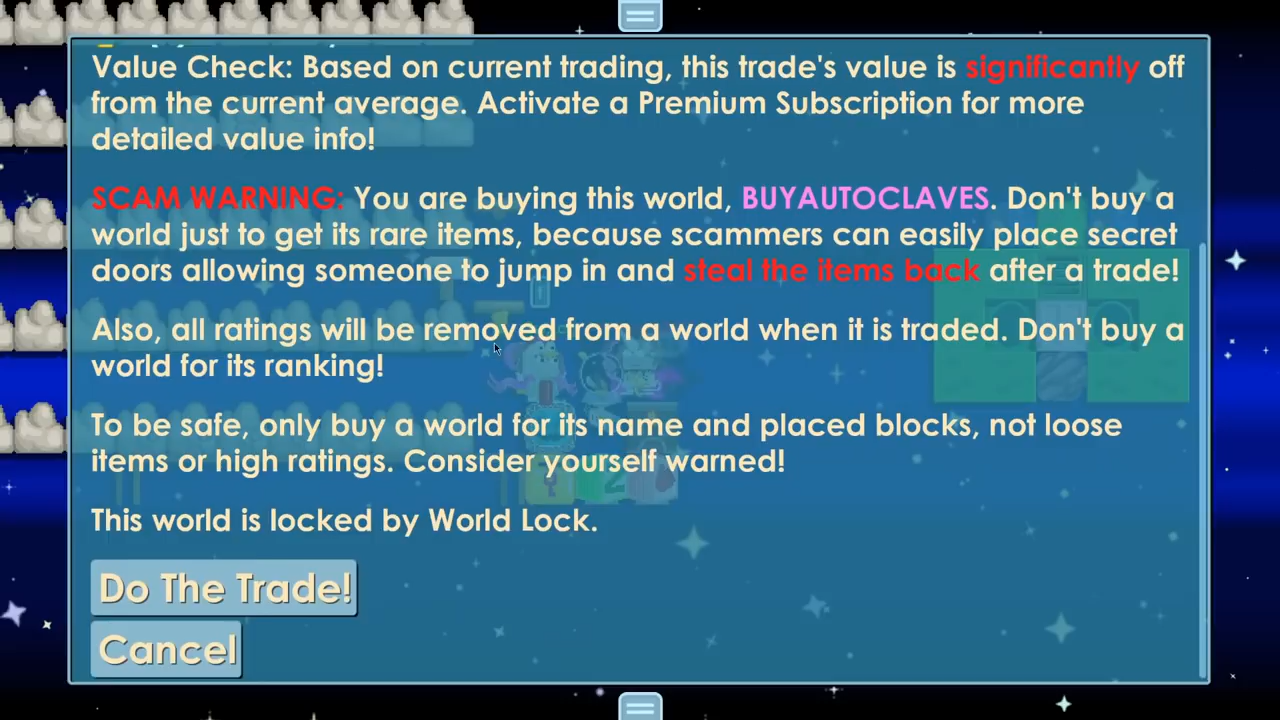 Value Check: Based on current trading, this trade's value is significantly off
from the current average. Activate a Premium Subscription for more
detailed value info!
SCAM WARNING: You are buying this world, BUYAUTOCLAVES. Don't buy a
world just to get its rare items, because scammers can easily place secret
doors allowing someone to jump in and steal the items back after a trade!
Also, all ratings will be removed from a world when it is traded. Don't buy a
world for its ranking!
To be safe, only buy a world for its name and placed blocks, not loose
items or high ratings. Consider yourself warned!
This world is locked by World Lock.
Do The Trade!
Cancel